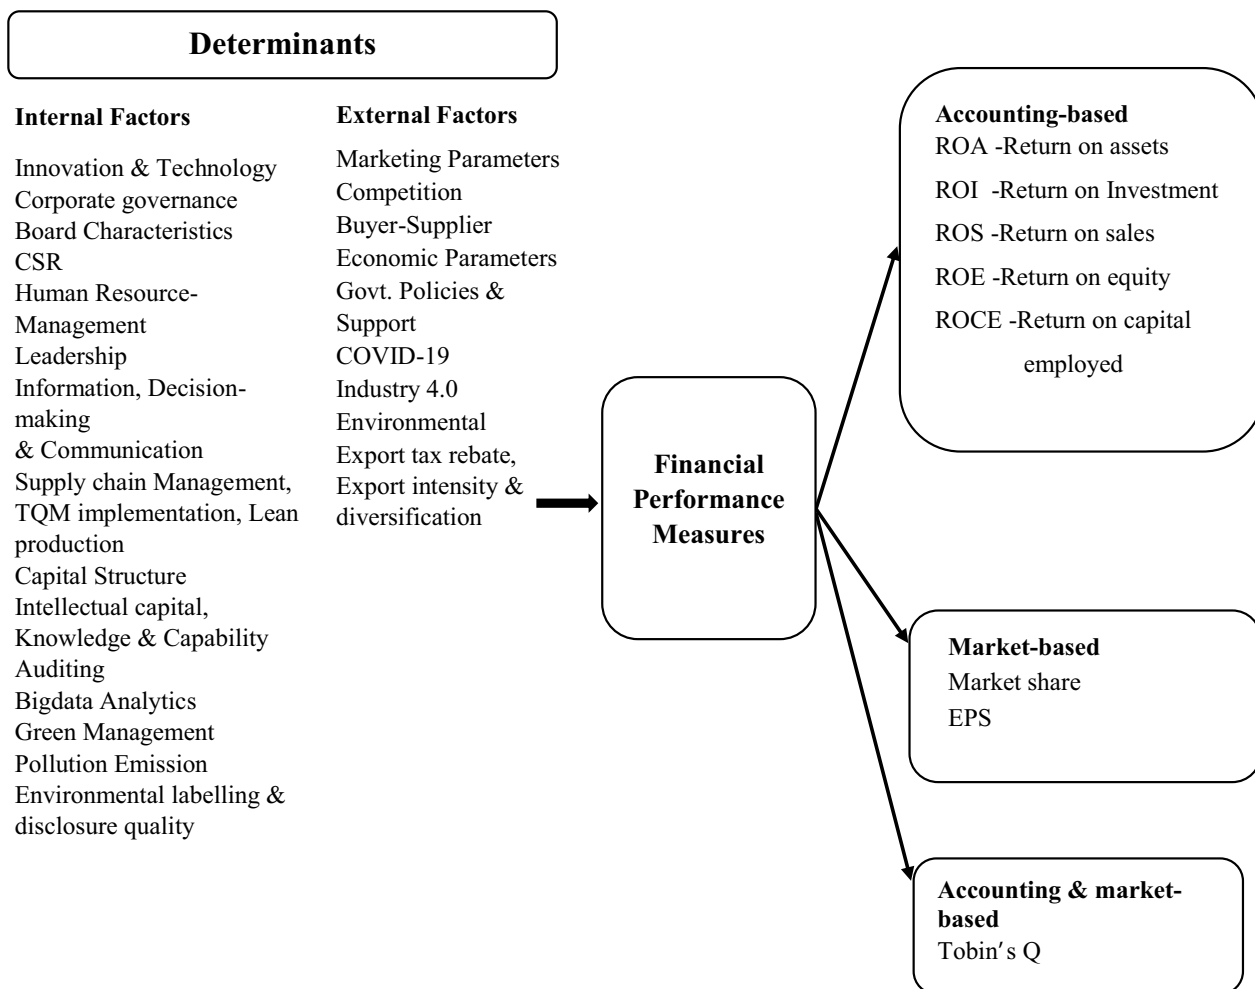 Determinants
Internal Factors
Innovation & Technology
Corporate governance
Board Characteristics
CSR
Human Resource-
Management
Leadership
Information, Decision-
making
& Communication
Supply chain Management,
TQM implementation, Lean
production
Capital Structure
Intellectual capital,
Knowledge & Capability
Auditing
Bigdata Analytics
Green Management
Pollution Emission
Environmental labelling &
disclosure quality
External Factors
Marketing Parameters
Competition
Buyer-Supplier
Economic Parameters
Govt. Policies &
Support
COVID-19
Industry 4.0
Environmental
Export tax rebate,
Export intensity &
diversification
Financial
Performance
Measures
Accounting-based
ROA -Return on assets
ROI -Return on Investment
ROS -Return on sales
ROE -Return on equity
ROCE -Return on capital
employed
Market-based
Market share
EPS
Accounting & market-
based
Tobin′s Q